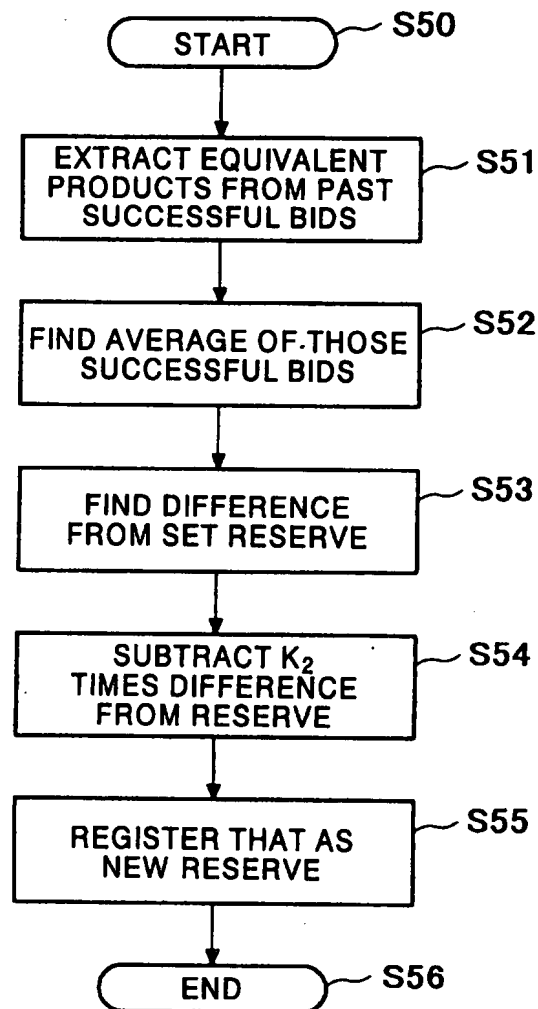 START
S50
EXTRACT EQUIVALENT
PRODUCTS FROM PAST
SUCCESSFUL BIDS
S51
FIND AVERAGE OF THOSE
SUCCESSFUL BIDS
S52
FIND DIFFERENCE
FROM SET RESERVE
S53
SUBTRACT K₂
TIMES DIFFERENCE
FROM RESERVE
S54
REGISTER THAT AS
NEW RESERVE
S55
END
S56